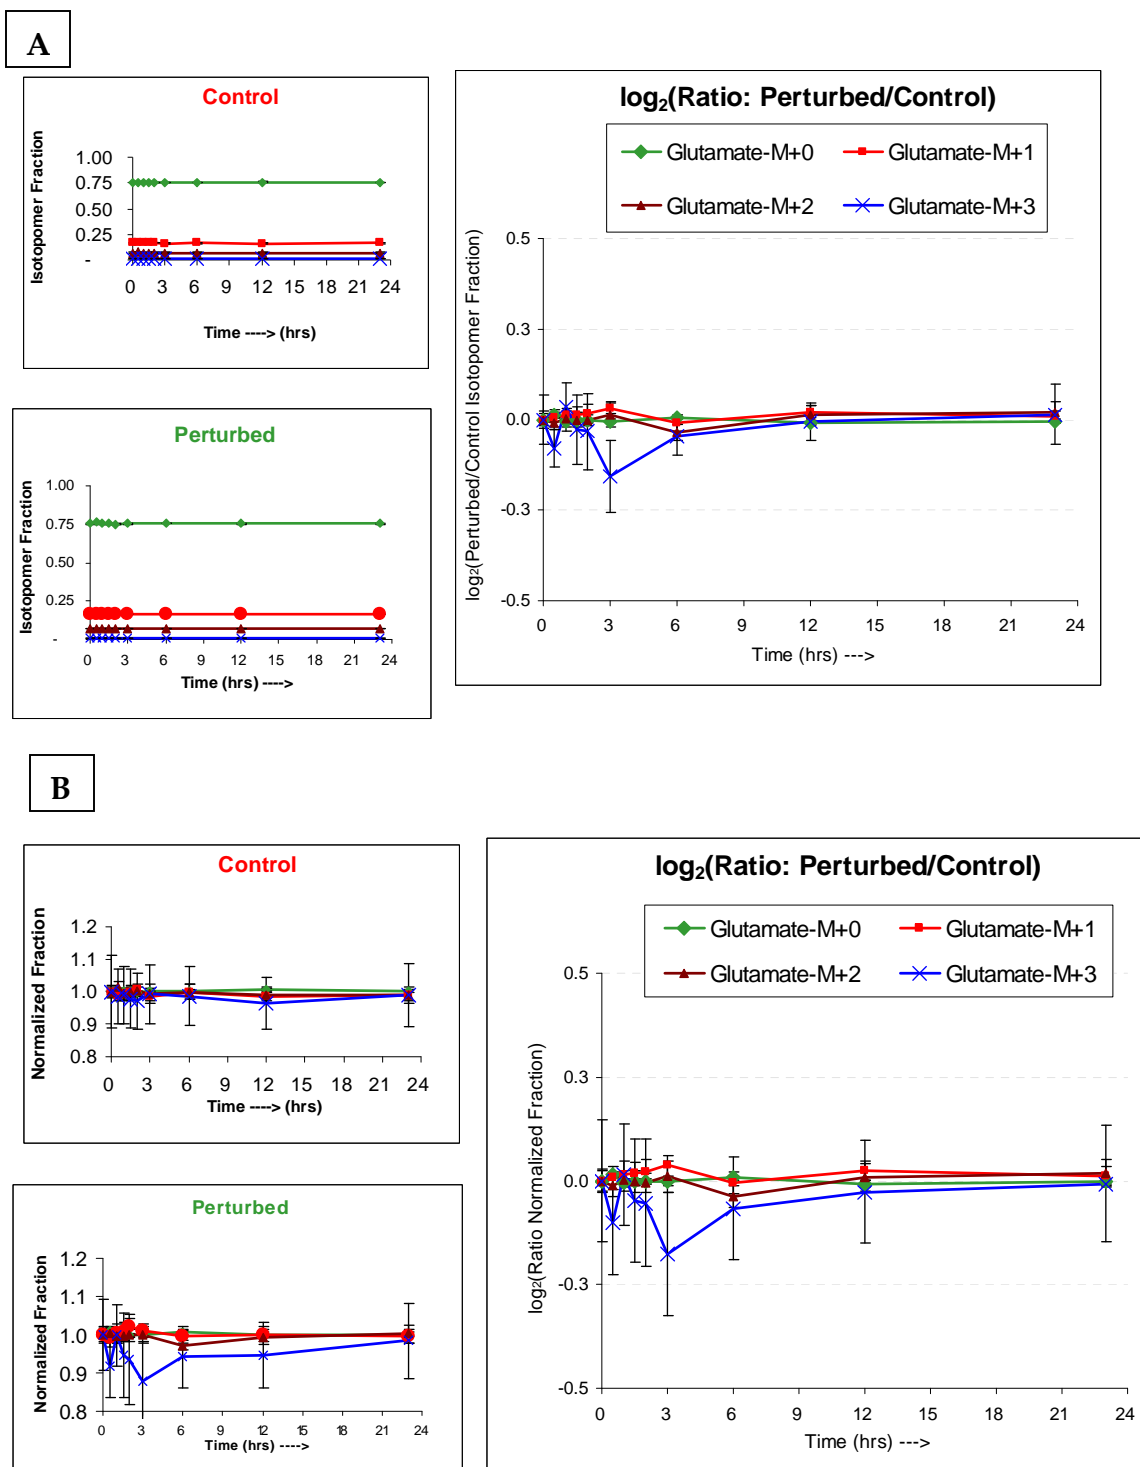 A
Control
Isotopomer Fraction
1.00
0.75
0.50
0.25
-
0 3 6 9 12 15 18 21 24
Time ----> (hrs)
Perturbed
Isotopomer Fraction
1.00
0.75
0.50
0.25
-
0 3 6 9 12 15 18 21 24
Time (hrs) ---->
log2(Ratio: Perturbed/Control)
Glutamate-M+0 Glutamate-M+1
Glutamate-M+2 Glutamate-M+3
log2(Perturbed/Control Isotopomer Fraction)
0.5
0.3
0.0
-0.3
-0.5
0 3 6 9 12 15 18 21 24
Time (hrs) --->
B
Control
Normalized Fraction
1.2
1.1
1.0
0.9
0.8
0 3 6 9 12 15 18 21 24
Time ----> (hrs)
Perturbed
Normalized Fraction
1.2
1.1
1.0
0.9
0.8
0 3 6 9 12 15 18 21 24
Time (hrs) ---->
log2(Ratio: Perturbed/Control)
Glutamate-M+0 Glutamate-M+1
Glutamate-M+2 Glutamate-M+3
log2(Ratio Normalized Fraction)
0.5
0.3
0.0
-0.3
-0.5
0 3 6 9 12 15 18 21 24
Time (hrs) --->